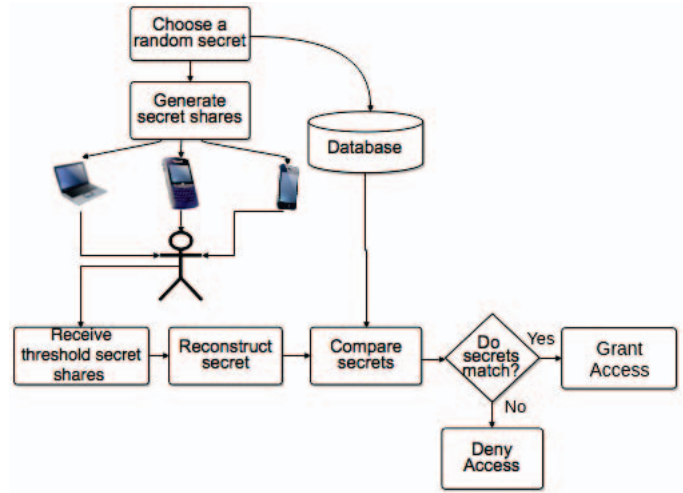 Choose a
random secret
Generate
secret shares
Database
Receive
threshold secret
shares
Reconstruct
secret
Compare
secrets
Do
secrets
match?
Yes
Grant
Access
No
Deny
Access